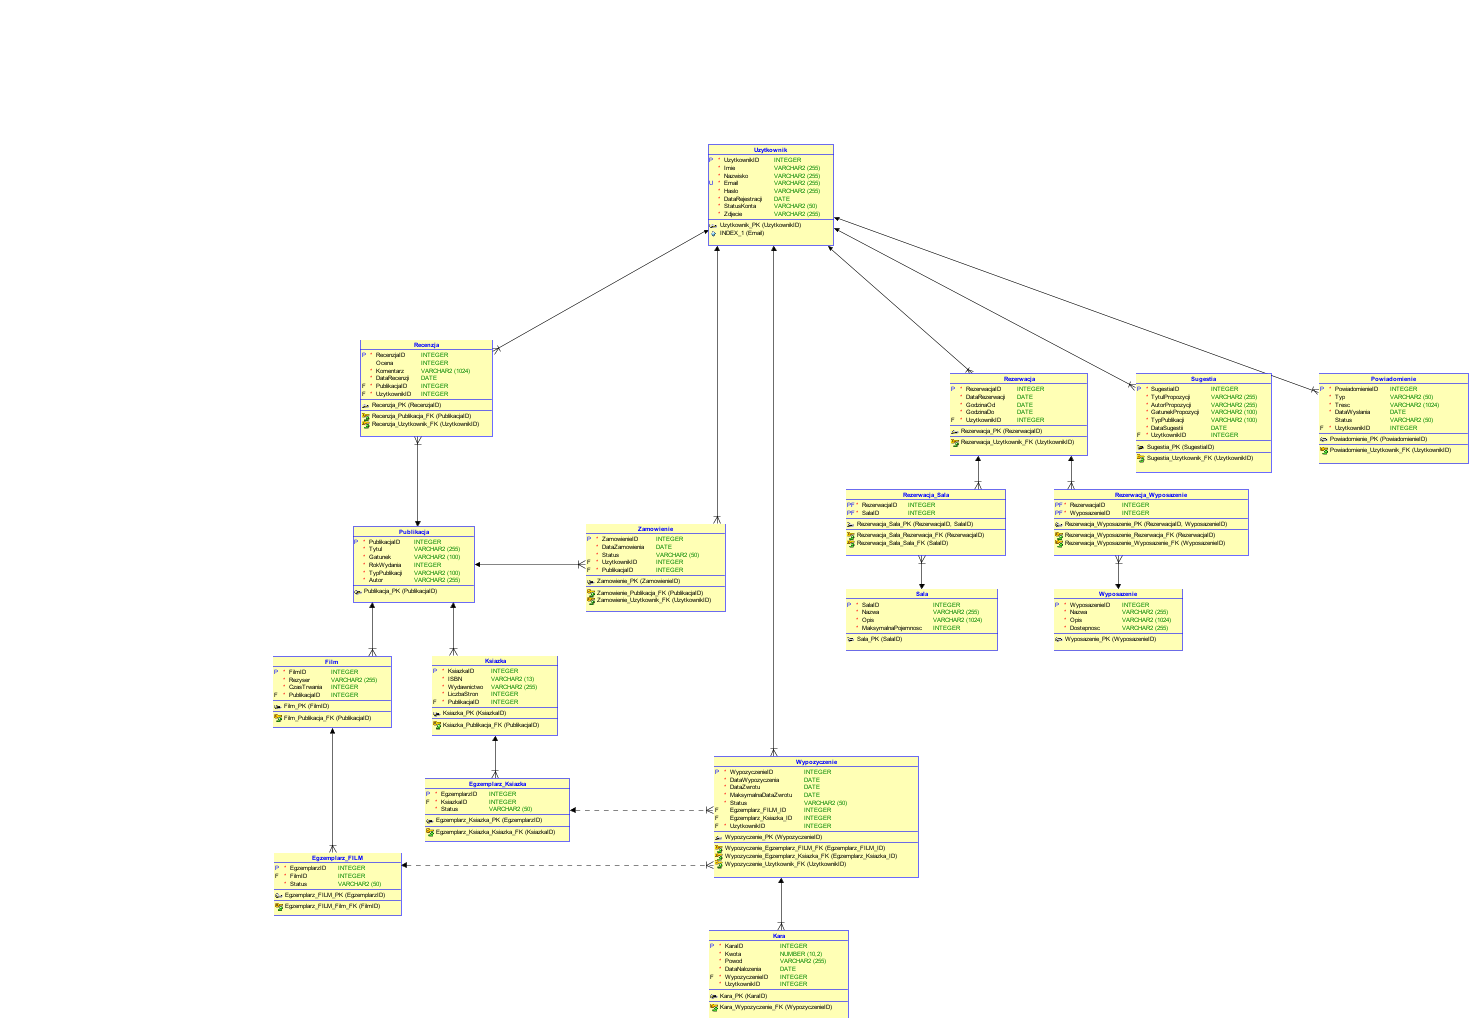 Uzytkownik
P * UzytkownikID INTEGER
* Imie VARCHAR2 (255)
* Nazwisko VARCHAR2 (255)
U * Email VARCHAR2 (255)
* Haslo VARCHAR2 (255)
* DataRejestracji DATE
* StatusKonta VARCHAR2 (50)
* Zdjecie VARCHAR2 (255)
Uzytkownik_PK (UzytkownikID)
INDEX_1 (Email)
Recenzja
P * RecenzjaID INTEGER
Ocena INTEGER
* Komentarz VARCHAR2 (1024)
* DataRecenzji DATE
F * PublikacjaID INTEGER
F * UzytkownikID INTEGER
Recenzja_PK (RecenzjaID)
Recenzja_Publikacja_FK (PublikacjaID)
Recenzja_Uzytkownik_FK (UzytkownikID)
Rezerwacja
P * RezerwacjaID INTEGER
* DataRezerwacji DATE
* GodzinaOd DATE
* GodzinaDo DATE
F * UzytkownikID INTEGER
Rezerwacja_PK (RezerwacjaID)
Rezerwacja_Uzytkownik_FK (UzytkownikID)
Sugestia
P * SugestiaID INTEGER
* TytulPropozycji VARCHAR2 (255)
* AutorPropozycji VARCHAR2 (255)
* GatunekPropozycji VARCHAR2 (100)
* TypPublikacji VARCHAR2 (100)
* DataSugestii DATE
F * UzytkownikID INTEGER
Sugestia_PK (SugestiaID)
Sugestia_Uzytkownik_FK (UzytkownikID)
Powiadomienie
P * PowiadomienieID INTEGER
* Typ VARCHAR2 (50)
* Tresc VARCHAR2 (1024)
* DataWyslania DATE
Status VARCHAR2 (50)
F * UzytkownikID INTEGER
Powiadomienie_PK (PowiadomienieID)
Powiadomienie_Uzytkownik_FK (UzytkownikID)
Rezerwacja_Sala
PF * RezerwacjaID INTEGER
PF * SalaID INTEGER
Rezerwacja_Sala_PK (RezerwacjaID, SalaID)
Rezerwacja_Sala_Rezerwacja_FK (RezerwacjaID)
Rezerwacja_Sala_Sala_FK (SalaID)
Rezerwacja_Wyposazenie
PF * RezerwacjaID INTEGER
PF * WyposazenieID INTEGER
Rezerwacja_Wyposazenie_PK (RezerwacjaID, WyposazenieID)
Rezerwacja_Wyposazenie_Rezerwacja_FK (RezerwacjaID)
Rezerwacja_Wyposazenie_Wyposazenie_FK (WyposazenieID)
Publikacja
P * PublikacjaID INTEGER
* Tytul VARCHAR2 (255)
* Gatunek VARCHAR2 (100)
* RokWydania INTEGER
* TypPublikacji VARCHAR2 (100)
* Autor VARCHAR2 (255)
Publikacja_PK (PublikacjaID)
Zamowienie
P * ZamowienieID INTEGER
* DataZamowienia DATE
* Status VARCHAR2 (50)
F * UzytkownikID INTEGER
F * PublikacjaID INTEGER
Zamowienie_PK (ZamowienieID)
Zamowienie_Publikacja_FK (PublikacjaID)
Zamowienie_Uzytkownik_FK (UzytkownikID)
Sala
P * SalaID INTEGER
* Nazwa VARCHAR2 (255)
* Opis VARCHAR2 (1024)
* MaksymalnaPojemnosc INTEGER
Sala_PK (SalaID)
Wyposazenie
P * WyposazenieID INTEGER
* Nazwa VARCHAR2 (255)
* Opis VARCHAR2 (1024)
* Dostepnosc VARCHAR2 (255)
Wyposazenie_PK (WyposazenieID)
Film
P * FilmID INTEGER
* Rezyser VARCHAR2 (255)
* CzasTrwania INTEGER
F * PublikacjaID INTEGER
Film_PK (FilmID)
Film_Publikacja_FK (PublikacjaID)
Ksiazka
P * KsiazkaID INTEGER
* ISBN VARCHAR2 (13)
* Wydawnictwo VARCHAR2 (255)
* LiczbaStron INTEGER
F * PublikacjaID INTEGER
Ksiazka_PK (KsiazkaID)
Ksiazka_Publikacja_FK (PublikacjaID)
Egzemplarz_Ksiazka
P * EgzemplarzID INTEGER
F * KsiazkaID INTEGER
* Status VARCHAR2 (50)
Egzemplarz_Ksiazka_PK (EgzemplarzID)
Egzemplarz_Ksiazka_Ksiazka_FK (KsiazkaID)
Wypozyczenie
P * WypozyczenieID INTEGER
* DataWypozyczenia DATE
* DataZwrotu DATE
* MaksymalnaDataZwrotu DATE
* Status VARCHAR2 (50)
F Egzemplarz_FILM_ID INTEGER
F Egzemplarz_Ksiazka_ID INTEGER
F * UzytkownikID INTEGER
Wypozyczenie_PK (WypozyczenieID)
Wypozyczenie_Egzemplarz_FILM_FK (Egzemplarz_FILM_ID)
Wypozyczenie_Egzemplarz_Ksiazka_FK (Egzemplarz_Ksiazka_ID)
Wypozyczenie_Uzytkownik_FK (UzytkownikID)
Egzemplarz_FILM
P * EgzemplarzID INTEGER
F * FilmID INTEGER
* Status VARCHAR2 (50)
Egzemplarz_FILM_PK (EgzemplarzID)
Egzemplarz_FILM_Film_FK (FilmID)
Kara
P * KaraID INTEGER
* Kwota NUMBER (10,2)
* Powod VARCHAR2 (255)
* DataNalozenia DATE
F * WypozyczenieID INTEGER
* UzytkownikID INTEGER
Kara_PK (KaraID)
Kara_Wypozyczenie_FK (WypozyczenieID)